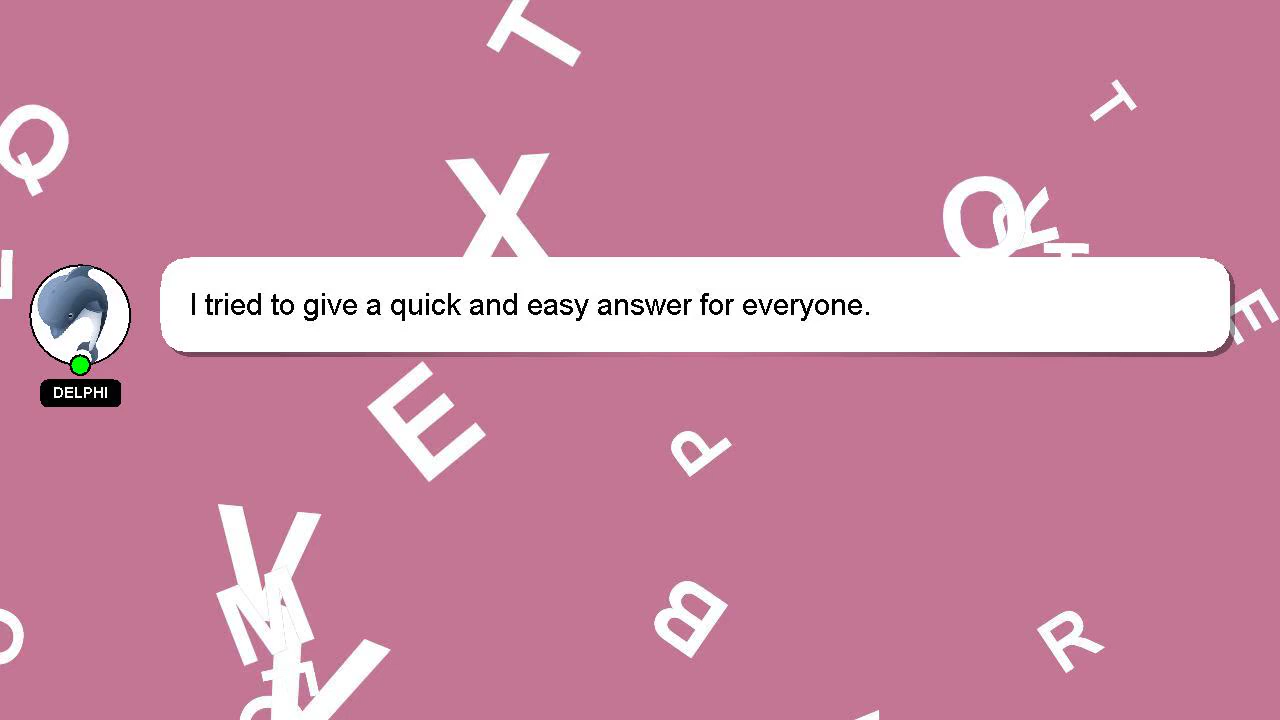 I tried to give a quick and easy answer for everyone.
DELPHI
T
T
Q
X
O
E
E
P
V
M
B
R
V